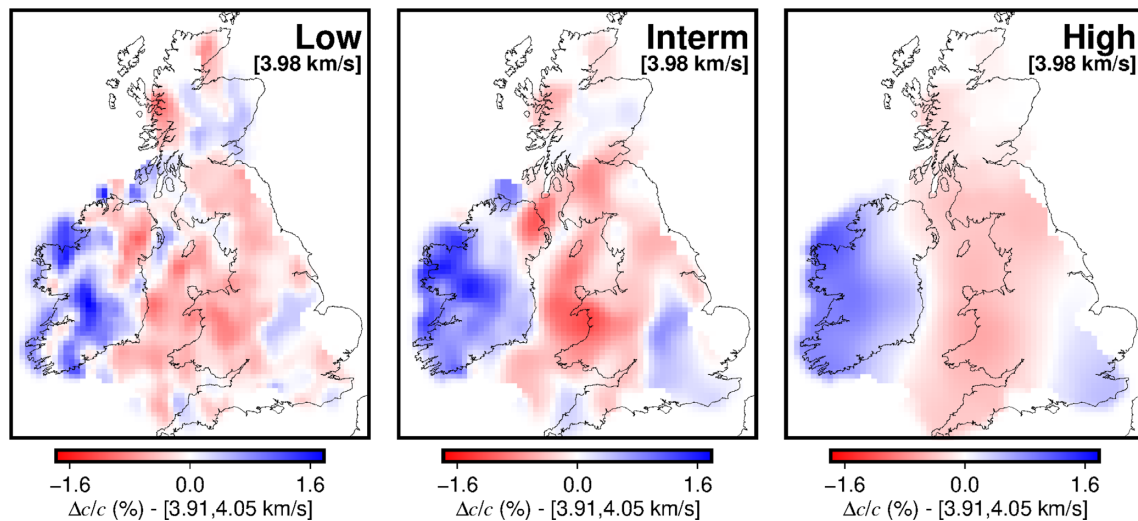 Low
[3.98 km/s]
Interm
[3.98 km/s]
High
[3.98 km/s]
−1.6 0.0 1.6
Δc/c (%) - [3.91,4.05 km/s]
−1.6 0.0 1.6
Δc/c (%) - [3.91,4.05 km/s]
−1.6 0.0 1.6
Δc/c (%) - [3.91,4.05 km/s]